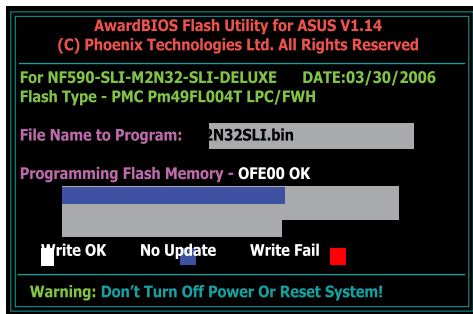 AwardBIOS Flash Utility for ASUS V1.14
(C) Phoenix Technologies Ltd. All Rights Reserved
For NF590-SLI-M2N32-SLI-DELUXE DATE:03/30/2006
Flash Type - PMC Pm49FL004T LPC/FWH
File Name to Program: 2N32SLI.bin
Programming Flash Memory - OFE00 OK
Write OK No Update Write Fail
Warning: Don't Turn Off Power Or Reset System!